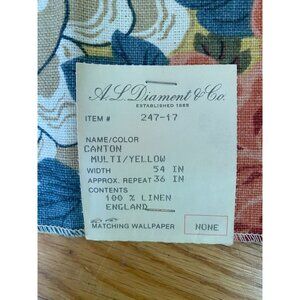 A.L. Diament & Co.
ESTABLISHED 1885
ITEM # 247-17
NAME/COLOR
CANTON
MULTI/YELLOW
WIDTH 54 IN
APPROX. REPEAT 36 IN
CONTENTS
100 % LINEN
ENGLAND
MATCHING WALLPAPER NONE